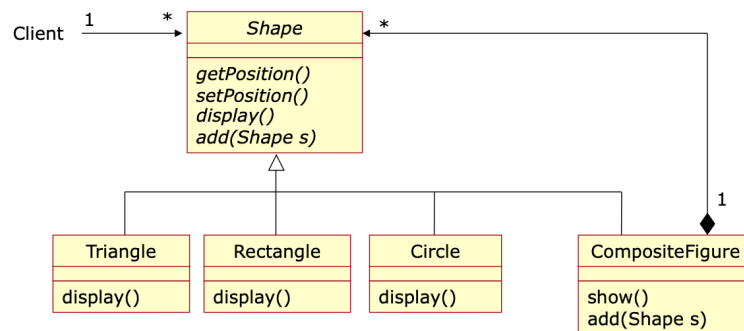 Client
1
*
Shape
*
getPosition()
setPosition()
display()
add(Shape s)
1
Triangle
display()
Rectangle
display()
Circle
display()
CompositeFigure
show()
add(Shape s)